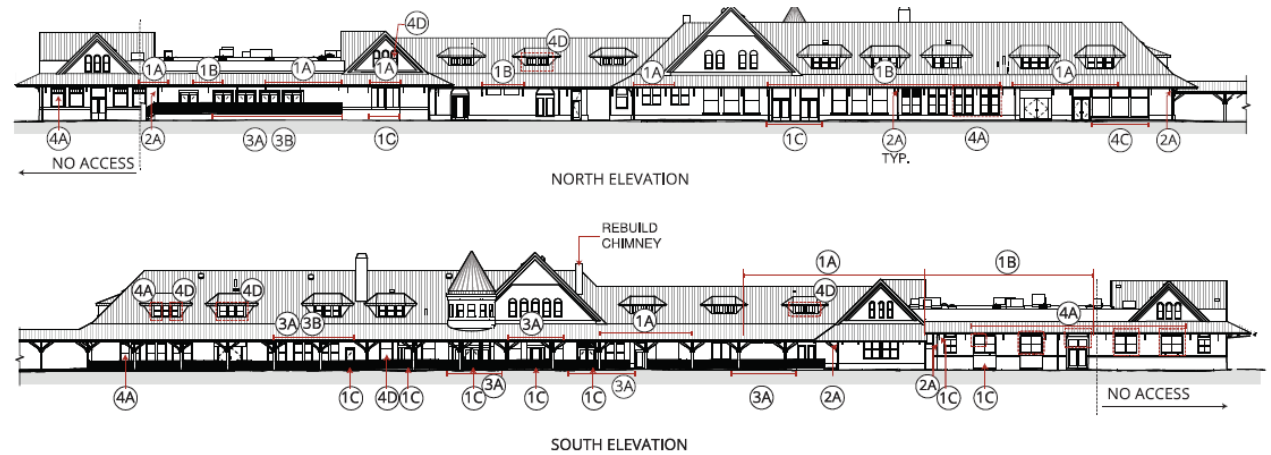 4D
4D
1A 1B 1A 1A 1B 1A 1B 1A
4A 2A 3A 3B 1C 1C 2A 4A 4C 2A
TYP.
NO ACCESS
NORTH ELEVATION
REBUILD
CHIMNEY
1A 1B
4A 4D 4D 4D
3A 3B 3A 1A 4A
4A 1C 4D 1C 1C 3A 1C 1C 3A 3A 2A 2A 1C 1C
NO ACCESS
SOUTH ELEVATION